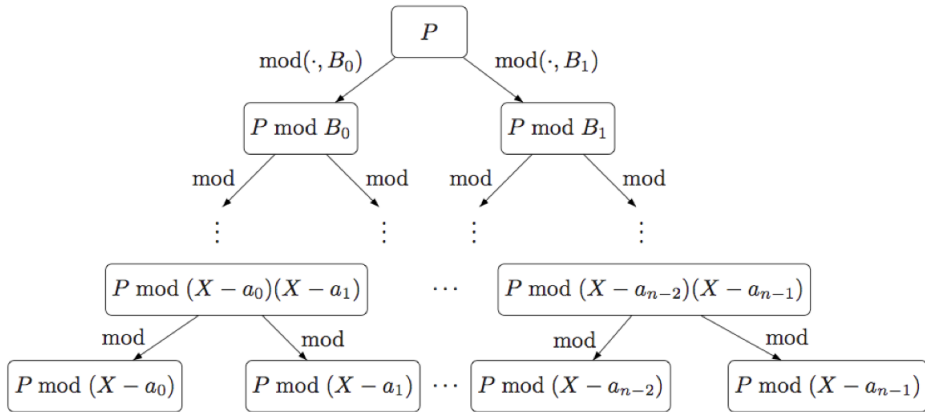 P
mod(·, B₀) mod(·, B₁)
P mod B₀ P mod B₁
mod mod mod mod
⋮ ⋮ ⋮ ⋮
P mod (X − a₀)(X − a₁) ⋯ P mod (X − aₙ₋₂)(X − aₙ₋₁)
mod mod mod mod
P mod (X − a₀) P mod (X − a₁) ⋯ P mod (X − aₙ₋₂) P mod (X − aₙ₋₁)